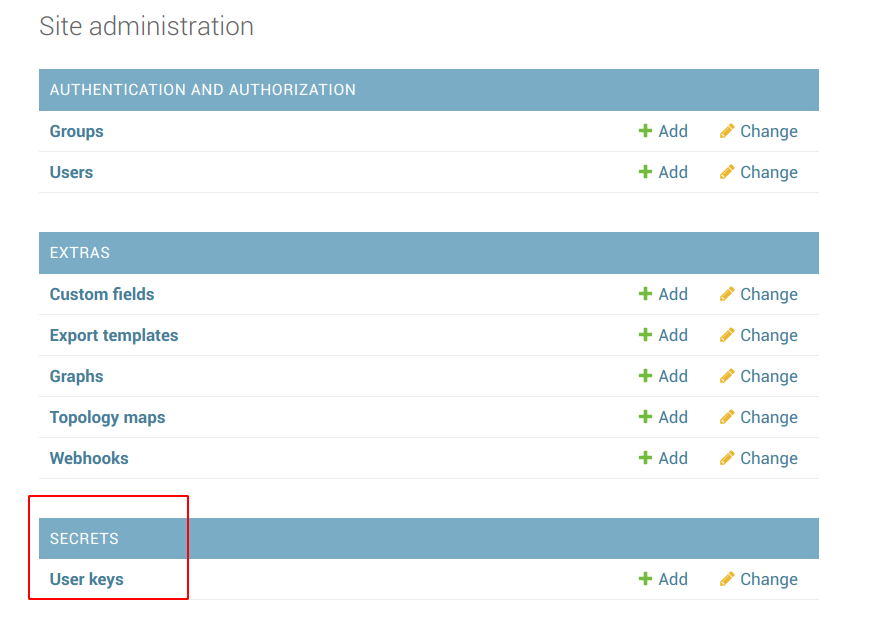 Site administration
AUTHENTICATION AND AUTHORIZATION
Groups Add Change
Users Add Change
EXTRAS
Custom fields Add Change
Export templates Add Change
Graphs Add Change
Topology maps Add Change
Webhooks Add Change
SECRETS
User keys Add Change